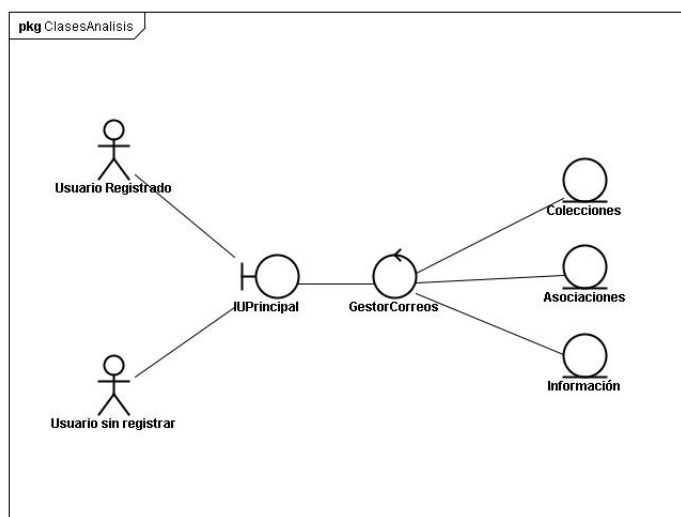 pkg ClasesAnalisis
Usuario Registrado
Colecciones
IUPrincipal
GestorCorreos
Asociaciones
Información
Usuario sin registrar